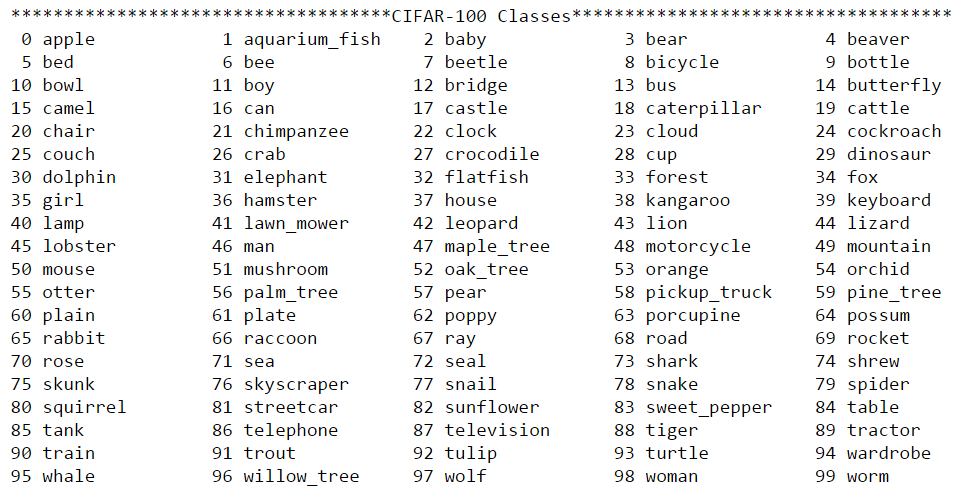 ************************************CIFAR-100 Classes************************************
0 apple 1 aquarium_fish 2 baby 3 bear 4 beaver
5 bed 6 bee 7 beetle 8 bicycle 9 bottle
10 bowl 11 boy 12 bridge 13 bus 14 butterfly
15 camel 16 can 17 castle 18 caterpillar 19 cattle
20 chair 21 chimpanzee 22 clock 23 cloud 24 cockroach
25 couch 26 crab 27 crocodile 28 cup 29 dinosaur
30 dolphin 31 elephant 32 flatfish 33 forest 34 fox
35 girl 36 hamster 37 house 38 kangaroo 39 keyboard
40 lamp 41 lawn_mower 42 leopard 43 lion 44 lizard
45 lobster 46 man 47 maple_tree 48 motorcycle 49 mountain
50 mouse 51 mushroom 52 oak_tree 53 orange 54 orchid
55 otter 56 palm_tree 57 pear 58 pickup_truck 59 pine_tree
60 plain 61 plate 62 poppy 63 porcupine 64 possum
65 rabbit 66 raccoon 67 ray 68 road 69 rocket
70 rose 71 sea 72 seal 73 shark 74 shrew
75 skunk 76 skyscraper 77 snail 78 snake 79 spider
80 squirrel 81 streetcar 82 sunflower 83 sweet_pepper 84 table
85 tank 86 telephone 87 television 88 tiger 89 tractor
90 train 91 trout 92 tulip 93 turtle 94 wardrobe
95 whale 96 willow_tree 97 wolf 98 woman 99 worm